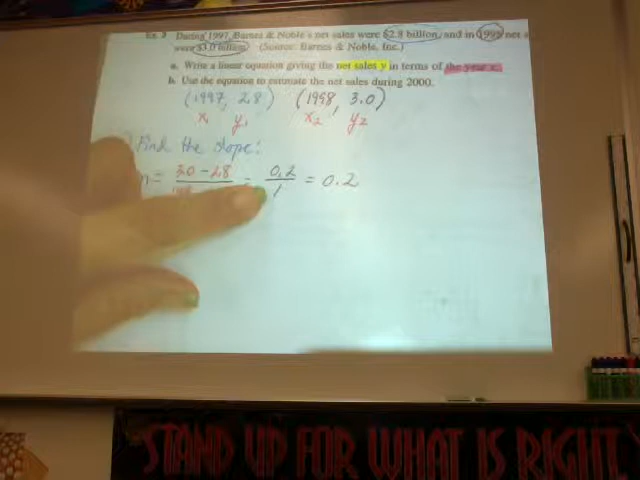 Ex. 3 During 1997, Barnes & Noble's net sales were $2.8 billion, and in 1998 net s
were $3.0 billion. (Source: Barnes & Noble, Inc.)
a. Write a linear equation giving the net sales y in terms of the year x.
b. Use the equation to estimate the net sales during 2000.
(1997, 2.8) (1998, 3.0)
x1 y1 x2 y2
Find the slope:
m = 3.0 - 2.8 = 0.2 = 0.2
1
STAND UP FOR WHAT IS RIGHT